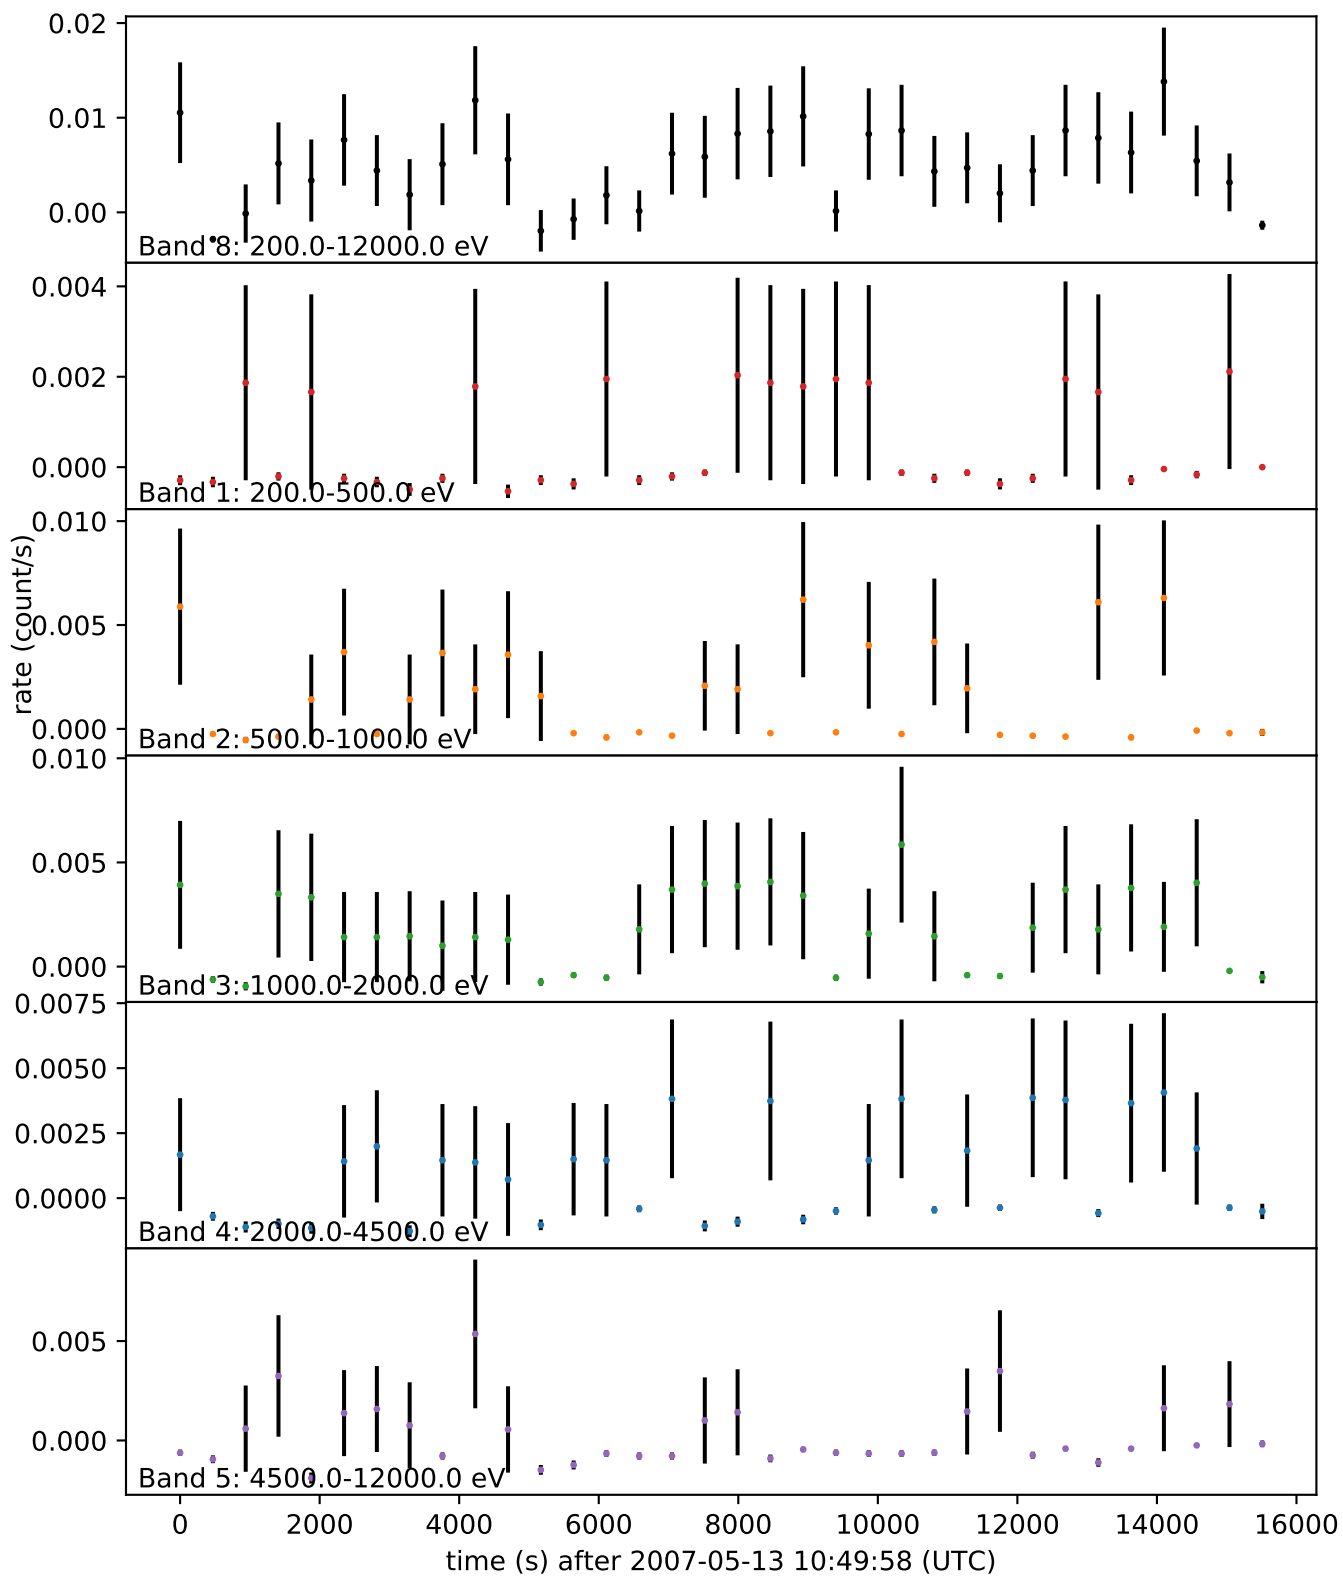 0.02
0.01
0.00
Band 8: 200.0-12000.0 eV
0.004
0.002
0.000
Band 1: 200.0-500.0 eV
rate (count/s)
0.010
0.005
0.000
Band 2: 500.0-1000.0 eV
0.010
0.005
0.000
Band 3: 1000.0-2000.0 eV
0.0075
0.0050
0.0025
0.0000
Band 4: 2000.0-4500.0 eV
0.005
0.000
Band 5: 4500.0-12000.0 eV
0 2000 4000 6000 8000 10000 12000 14000 16000
time (s) after 2007-05-13 10:49:58 (UTC)